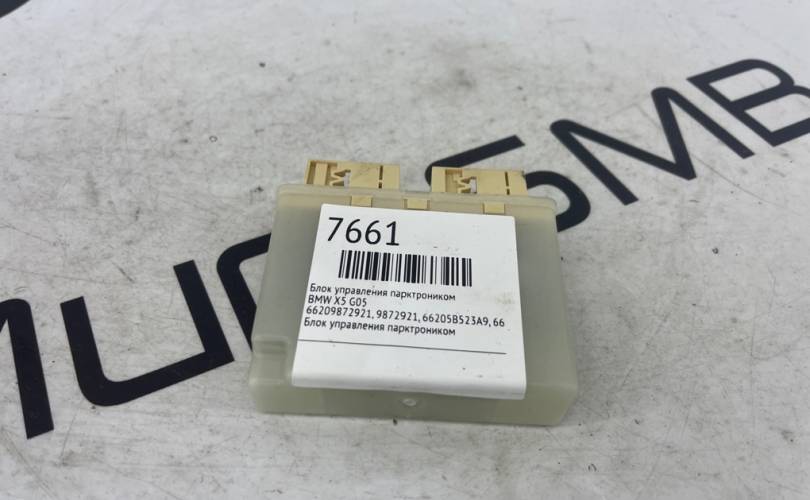 7661
Блок управления парктроником
BMW X5 G05
66209872921, 9872921, 66205B523A9, 66
Блок управления парктроником